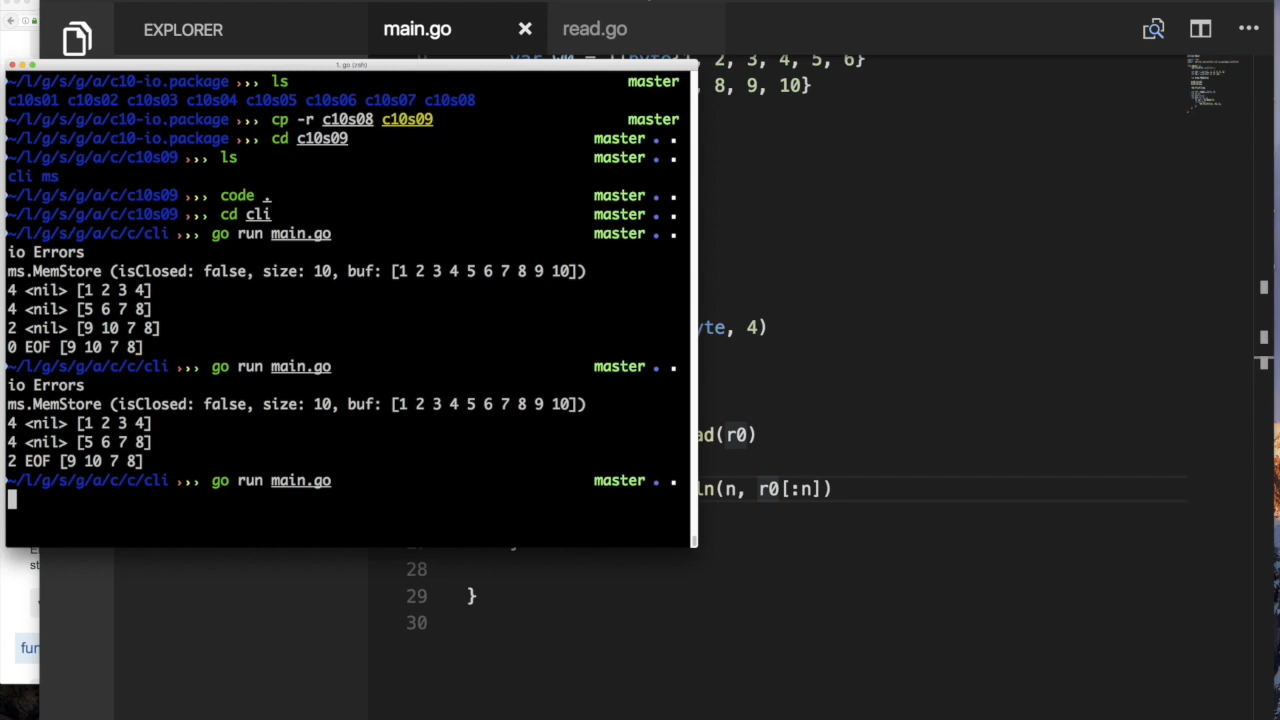 EXPLORER
main.go
read.go
1. go (zsh)
~/l/g/s/g/a/c10-io.package ››› ls master
c10s01 c10s02 c10s03 c10s04 c10s05 c10s06 c10s07 c10s08
~/l/g/s/g/a/c10-io.package ››› cp -r c10s08 c10s09 master
~/l/g/s/g/a/c10-io.package ››› cd c10s09 master
~/l/g/s/g/a/c/c10s09 ››› ls master
cli ms
~/l/g/s/g/a/c/c10s09 ››› code . master
~/l/g/s/g/a/c/c10s09 ››› cd cli master
~/l/g/s/g/a/c/c/cli ››› go run main.go master
io Errors
ms.MemStore (isClosed: false, size: 10, buf: [1 2 3 4 5 6 7 8 9 10])
4 <nil> [1 2 3 4]
4 <nil> [5 6 7 8]
2 <nil> [9 10 7 8]
0 EOF [9 10 7 8]
~/l/g/s/g/a/c/c/cli ››› go run main.go master
io Errors
ms.MemStore (isClosed: false, size: 10, buf: [1 2 3 4 5 6 7 8 9 10])
4 <nil> [1 2 3 4]
4 <nil> [5 6 7 8]
2 EOF [9 10 7 8]
~/l/g/s/g/a/c/c/cli ››› go run main.go master
2, 3, 4, 5, 6}
8, 9, 10}
yte, 4)
ad(r0)
ln(n, r0[:n])
28
29 }
30
st
fun